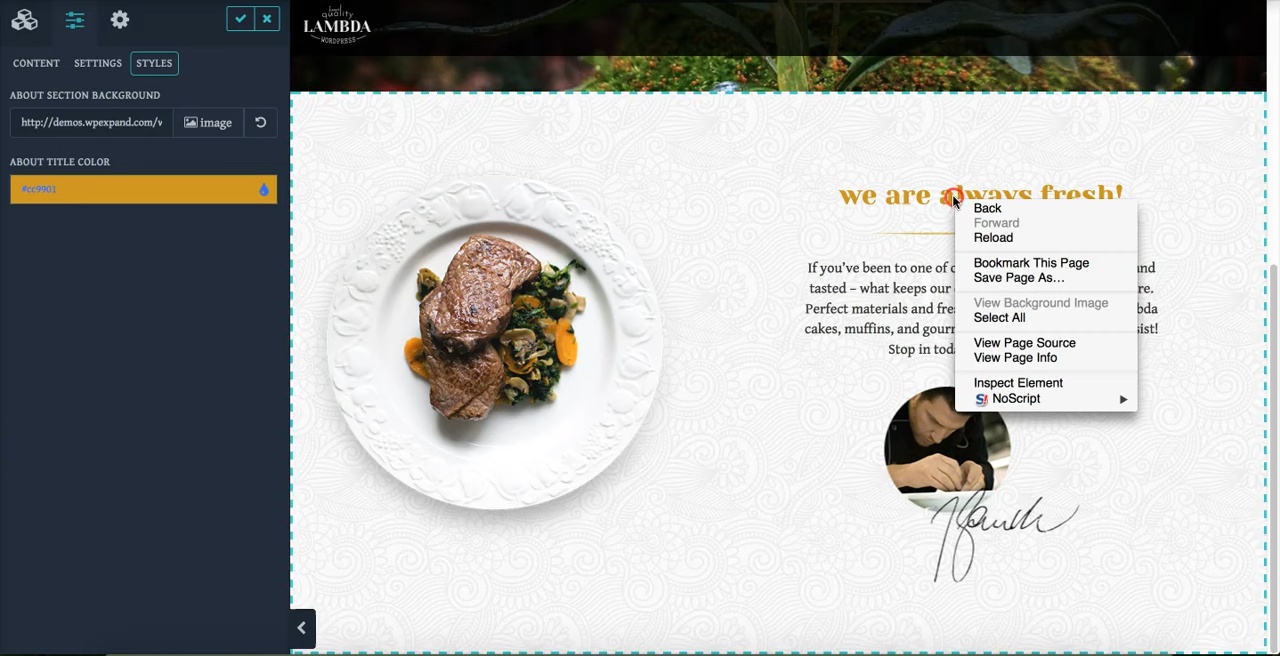 local
quality
LAMBDA
WORDPRESS
CONTENT SETTINGS STYLES
ABOUT SECTION BACKGROUND
http://demos.wpexpand.com/v image
ABOUT TITLE COLOR
#cc9901
we are always fresh!
Back
Forward
Reload
Bookmark This Page
Save Page As...
View Background Image
Select All
View Page Source
View Page Info
Inspect Element
NoScript
If you've been to one of and
tasted – what keeps our re.
Perfect materials and fre bda
cakes, muffins, and gour sist!
Stop in toda